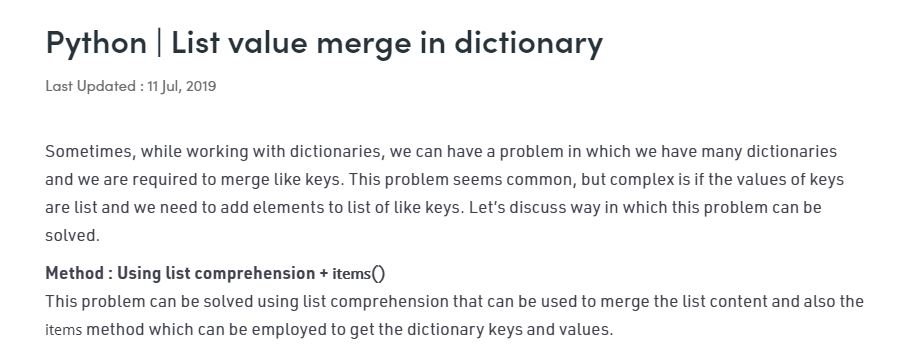 Python | List value merge in dictionary
Last Updated : 11 Jul, 2019
Sometimes, while working with dictionaries, we can have a problem in which we have many dictionaries
and we are required to merge like keys. This problem seems common, but complex is if the values of keys
are list and we need to add elements to list of like keys. Let’s discuss way in which this problem can be
solved.
Method : Using list comprehension + items()
This problem can be solved using list comprehension that can be used to merge the list content and also the
items method which can be employed to get the dictionary keys and values.